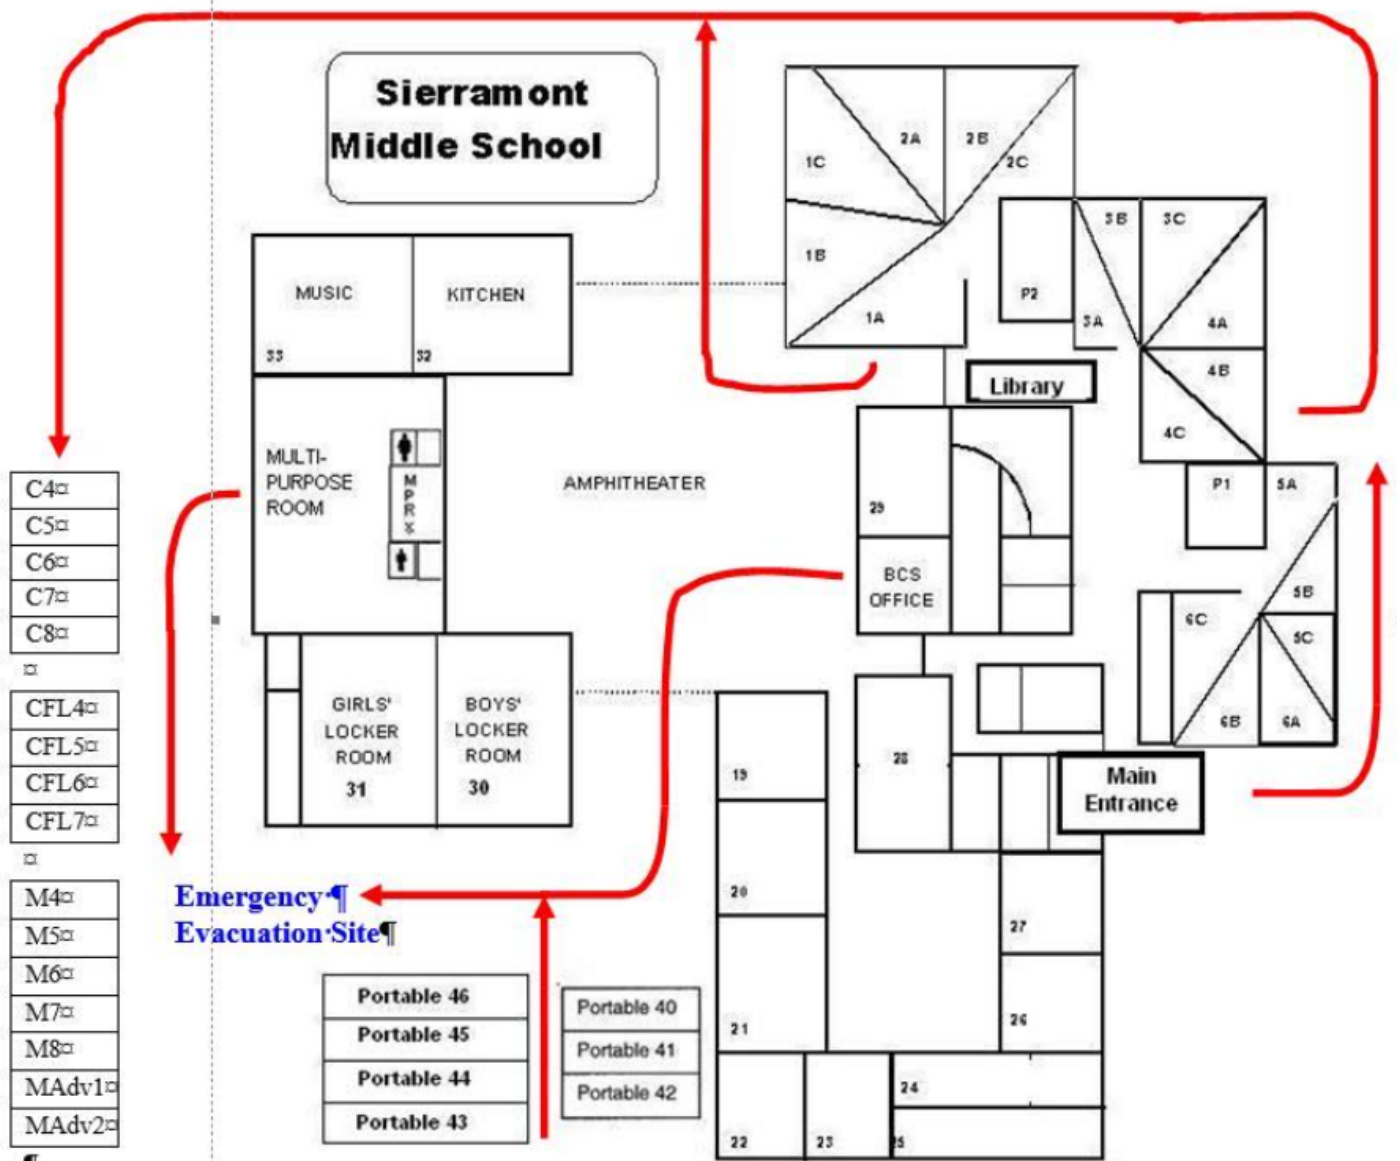 Sierramont
Middle School
2A
2B
1C
2C
3B
3C
1B
MUSIC
KITCHEN
P2
1A
3A
4A
33
32
4B
Library
4C
MULTI-
PURPOSE
ROOM
M
P
R
AMPHITHEATER
29
P1
5A
C4¤
C5¤
C6¤
C7¤
C8¤
¤
BCS
OFFICE
5B
6C
5C
6B
6A
CFL4¤
CFL5¤
CFL6¤
CFL7¤
¤
GIRLS'
LOCKER
ROOM
31
BOYS'
LOCKER
ROOM
30
19
28
Main
Entrance
M4¤
M5¤
M6¤
M7¤
M8¤
MAdv1¤
MAdv2¤
¶
Emergency·¶
Evacuation·Site¶
20
27
Portable 46
Portable 45
Portable 44
Portable 43
Portable 40
Portable 41
Portable 42
21
26
24
22
23
25